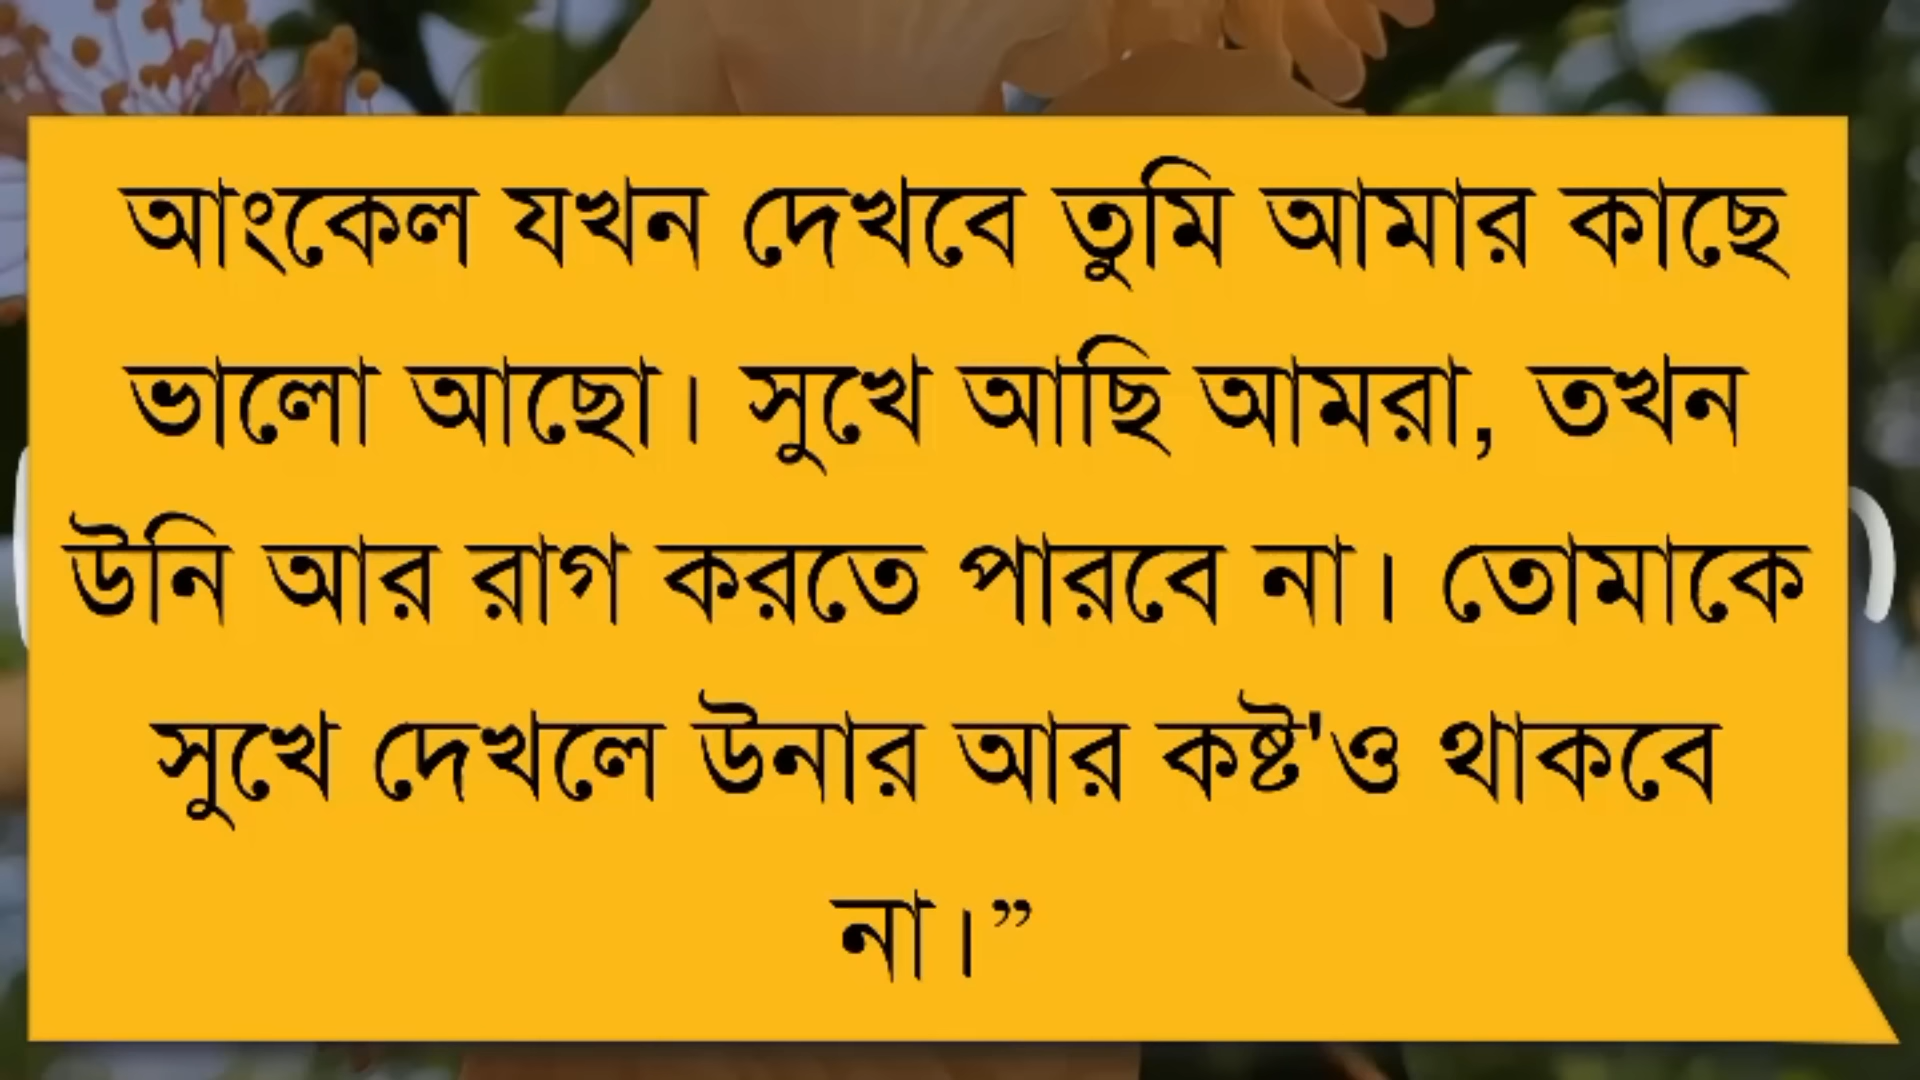 আংকেল যখন দেখবে তুমি আমার কাছে
ভালো আছো। সুখে আছি আমরা, তখন
উনি আর রাগ করতে পারবে না। তোমাকে
সুখে দেখলে উনার আর কষ্ট'ও থাকবে
না।”